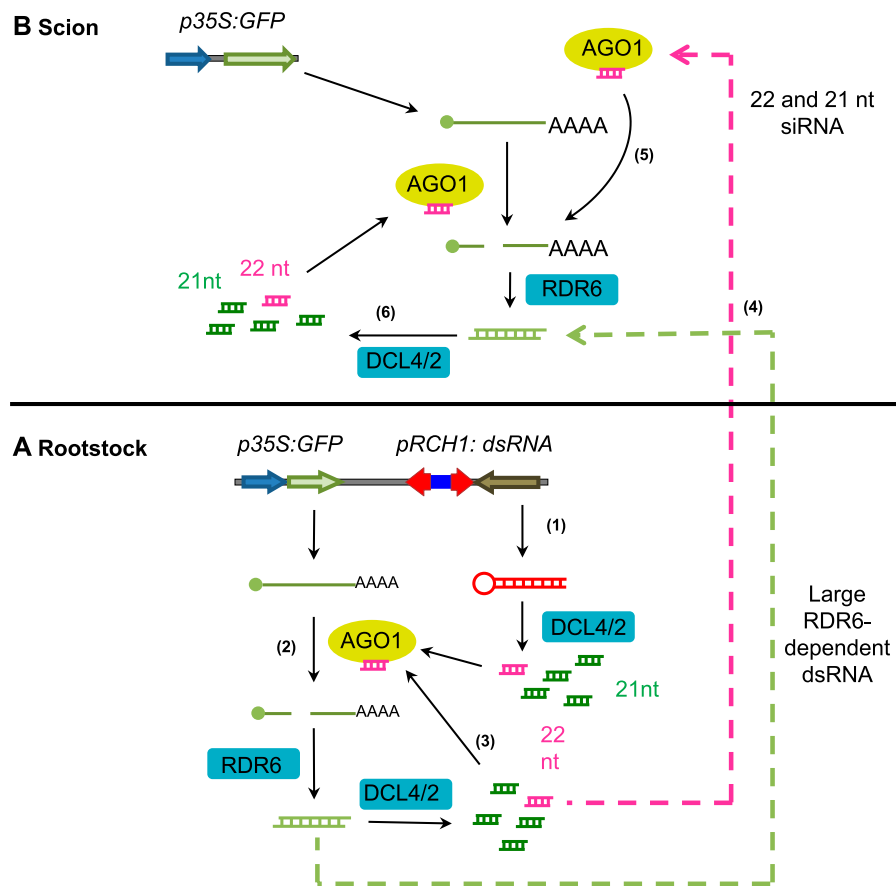 B Scion
p35S:GFP
AGO1
22 and 21 nt
siRNA
AAAA
(5)
AGO1
AAAA
21nt
22 nt
RDR6
(6)
(4)
DCL4/2
A Rootstock
p35S:GFP
pRCH1: dsRNA
(1)
AAAA
Large
RDR6-
dependent
dsRNA
DCL4/2
(2)
AGO1
21nt
AAAA
(3)
22
nt
RDR6
DCL4/2